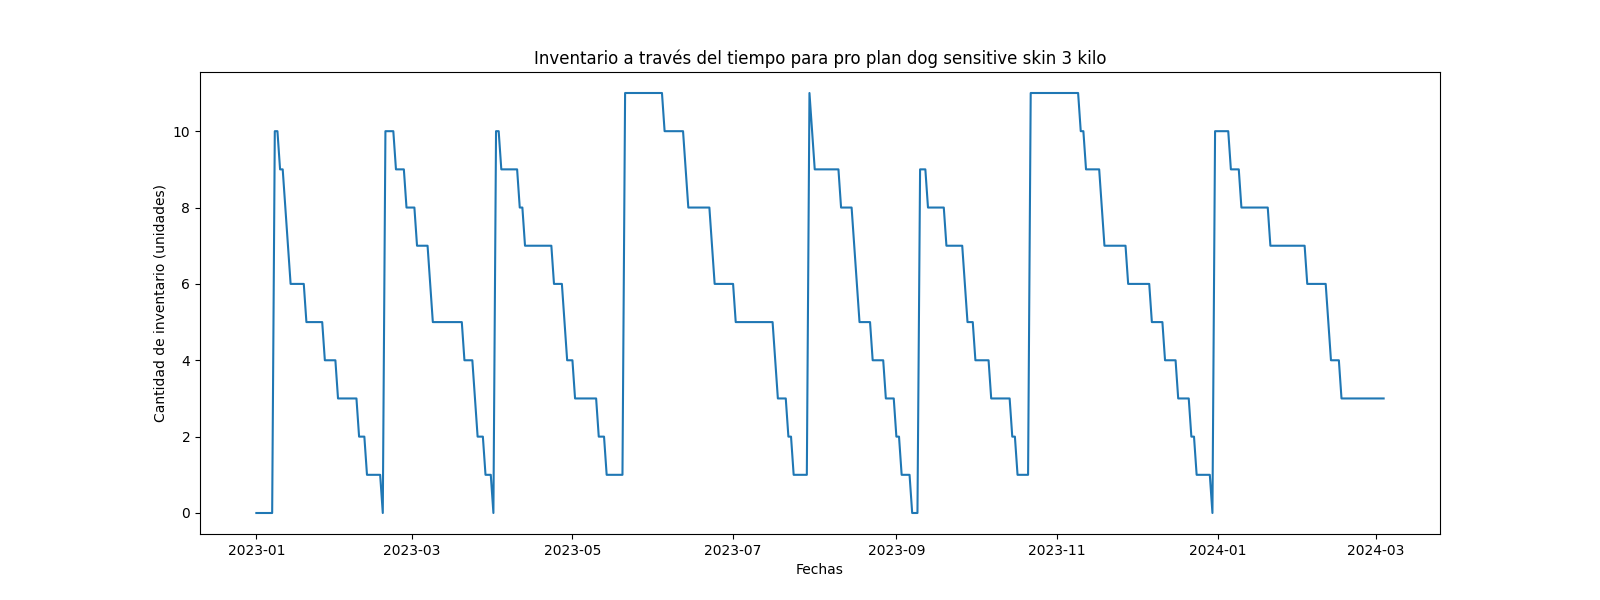 Inventario a través del tiempo para pro plan dog sensitive skin 3 kilo
Cantidad de inventario (unidades)
10
8
6
4
2
0
2023-01 2023-03 2023-05 2023-07 2023-09 2023-11 2024-01 2024-03
Fechas